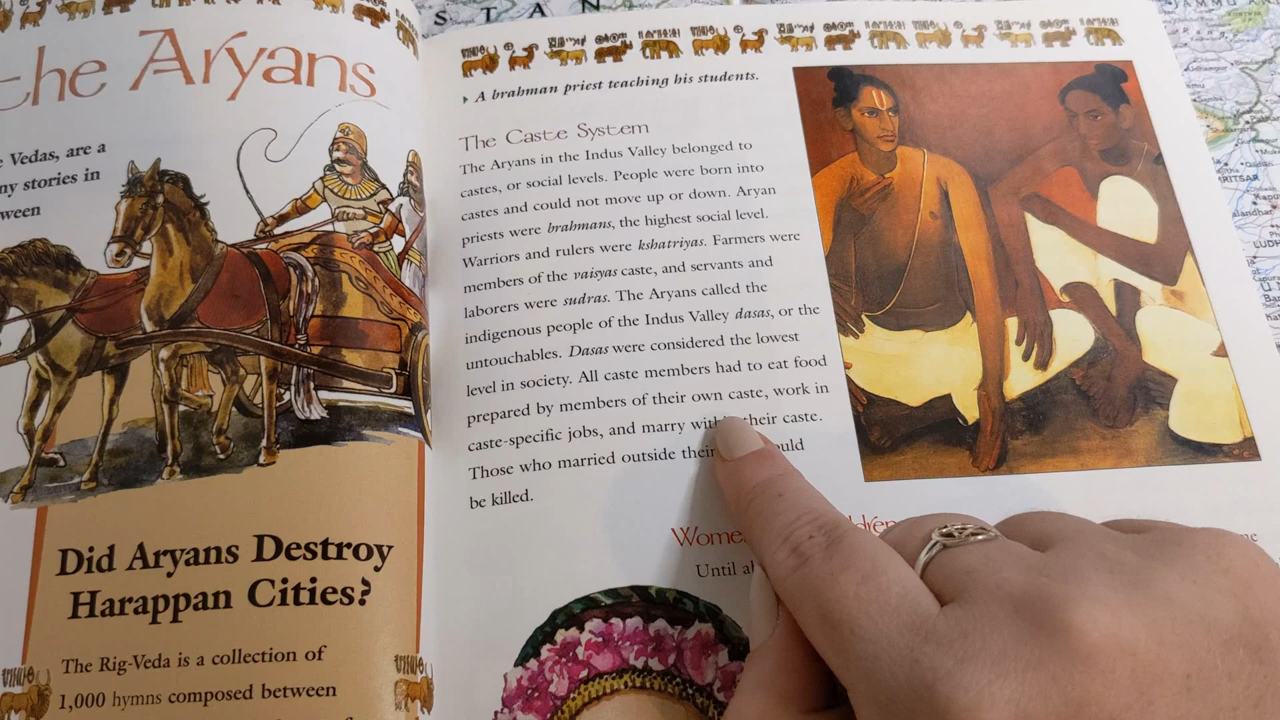 the Aryans
Vedas, are a
stories in
Did Aryans Destroy
Harappan Cities?
The Rig-Veda is a collection of
1,000 hymns composed between
A brahman priest teaching his students.
The Caste System
The Aryans in the Indus Valley belonged to
castes, or social levels. People were born into
castes and could not move up or down. Aryan
priests were brahmans, the highest social level.
Warriors and rulers were kshatriyas. Farmers were
members of the vaisyas caste, and servants and
laborers were sudras. The Aryans called the
indigenous people of the Indus Valley dasas, or the
untouchables. Dasas were considered the lowest
level in society. All caste members had to eat food
prepared by members of their own caste, work in
caste-specific jobs, and marry within their caste.
Those who married outside their
be killed.
Until
STAN
JAMMU